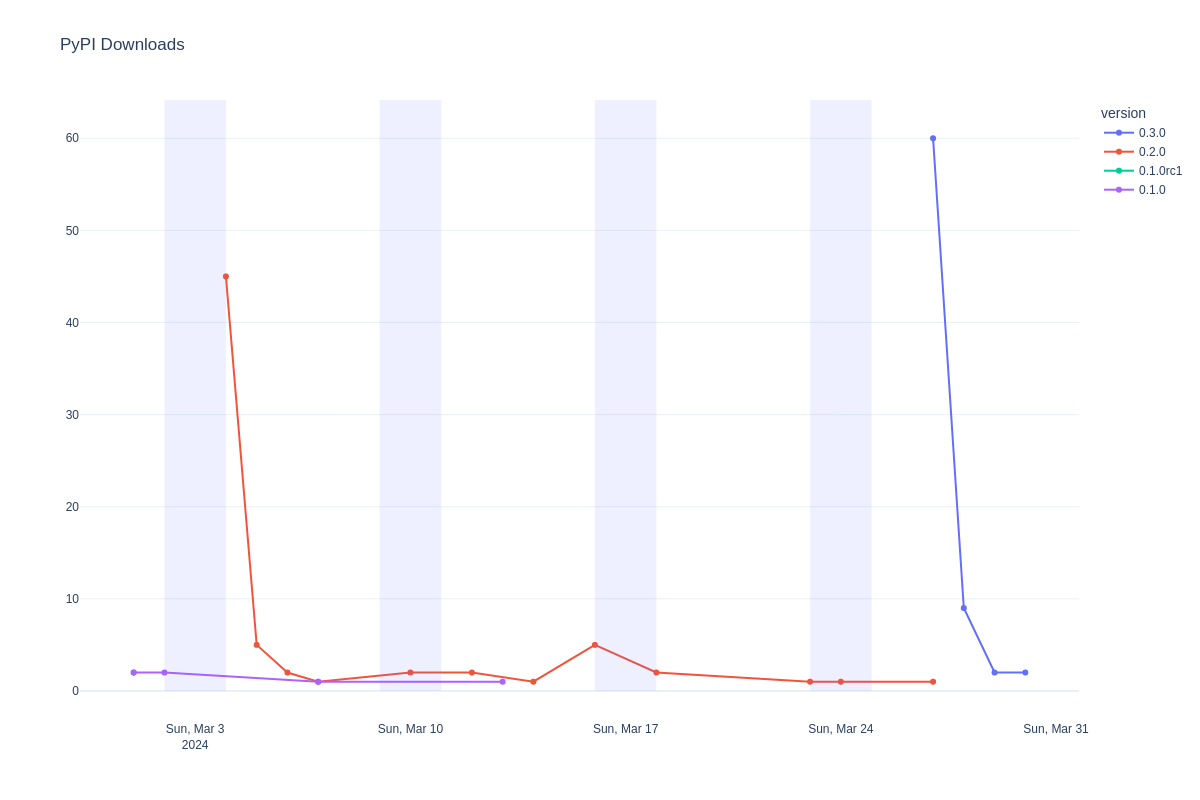 PyPI Downloads
version
0.3.0
0.2.0
0.1.0rc1
0.1.0
60
50
40
30
20
10
0
Sun, Mar 3
2024
Sun, Mar 10
Sun, Mar 17
Sun, Mar 24
Sun, Mar 31